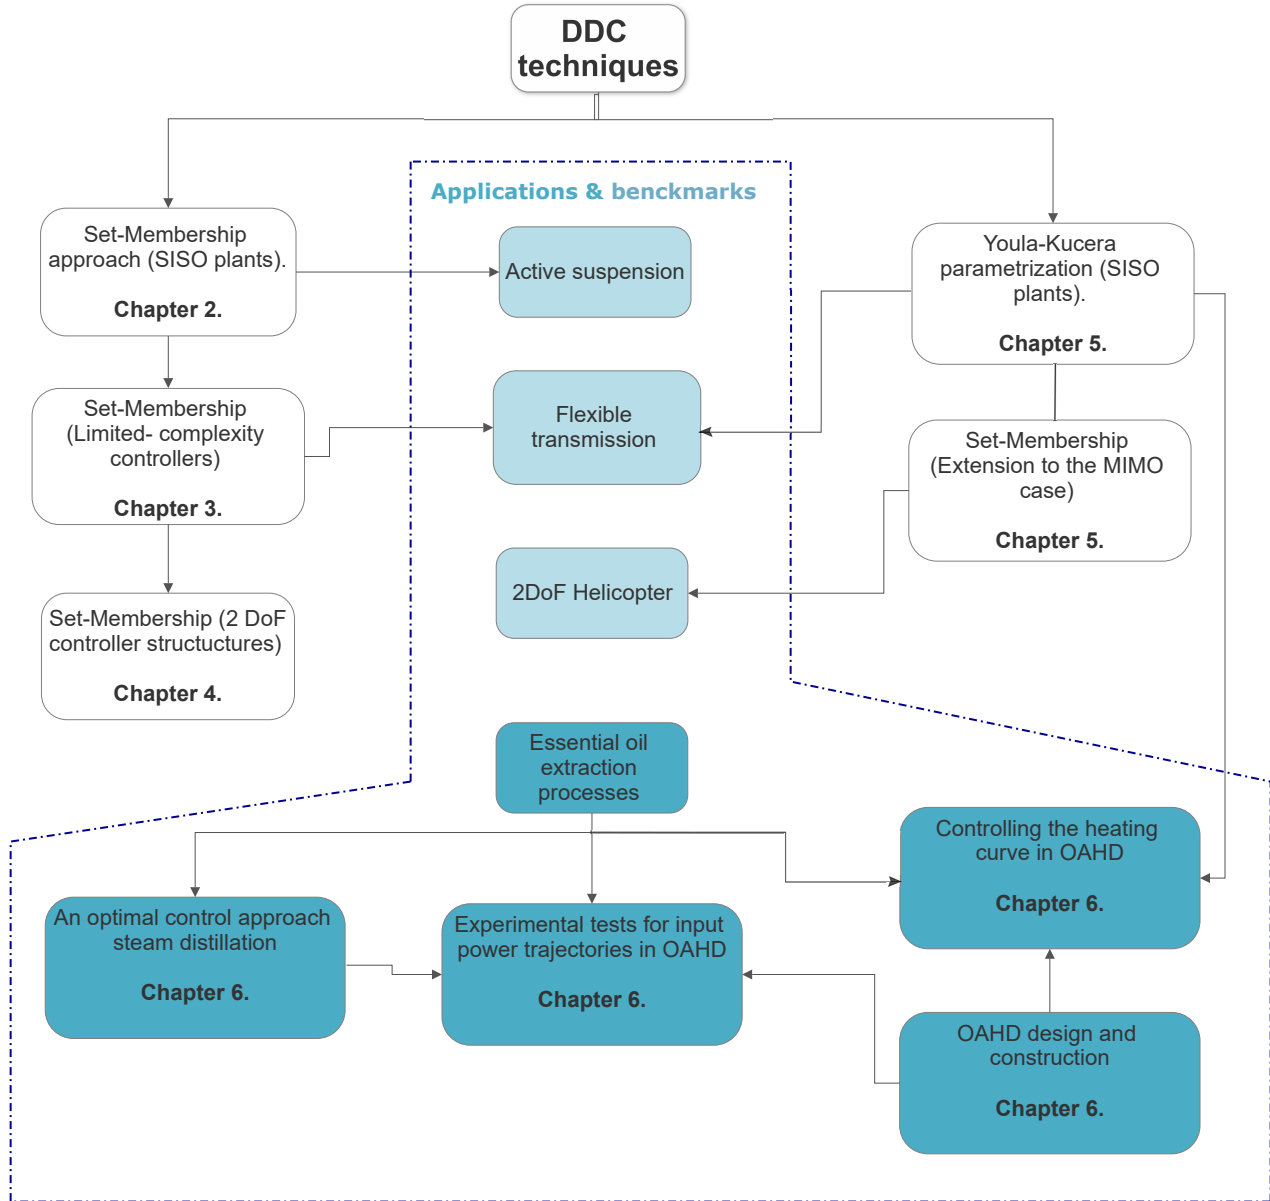 DDC
techniques
Applications & benckmarks
Set-Membership
approach (SISO plants).
Chapter 2.
Active suspension
Youla-Kucera
parametrization (SISO
plants).
Chapter 5.
Set-Membership
(Limited- complexity
controllers)
Chapter 3.
Flexible
transmission
Set-Membership
(Extension to the MIMO
case)
Chapter 5.
2DoF Helicopter
Set-Membership (2 DoF
controller structuctures)
Chapter 4.
Essential oil
extraction
processes
Controlling the heating
curve in OAHD
Chapter 6.
An optimal control approach
steam distillation
Chapter 6.
Experimental tests for input
power trajectories in OAHD
Chapter 6.
OAHD design and
construction
Chapter 6.